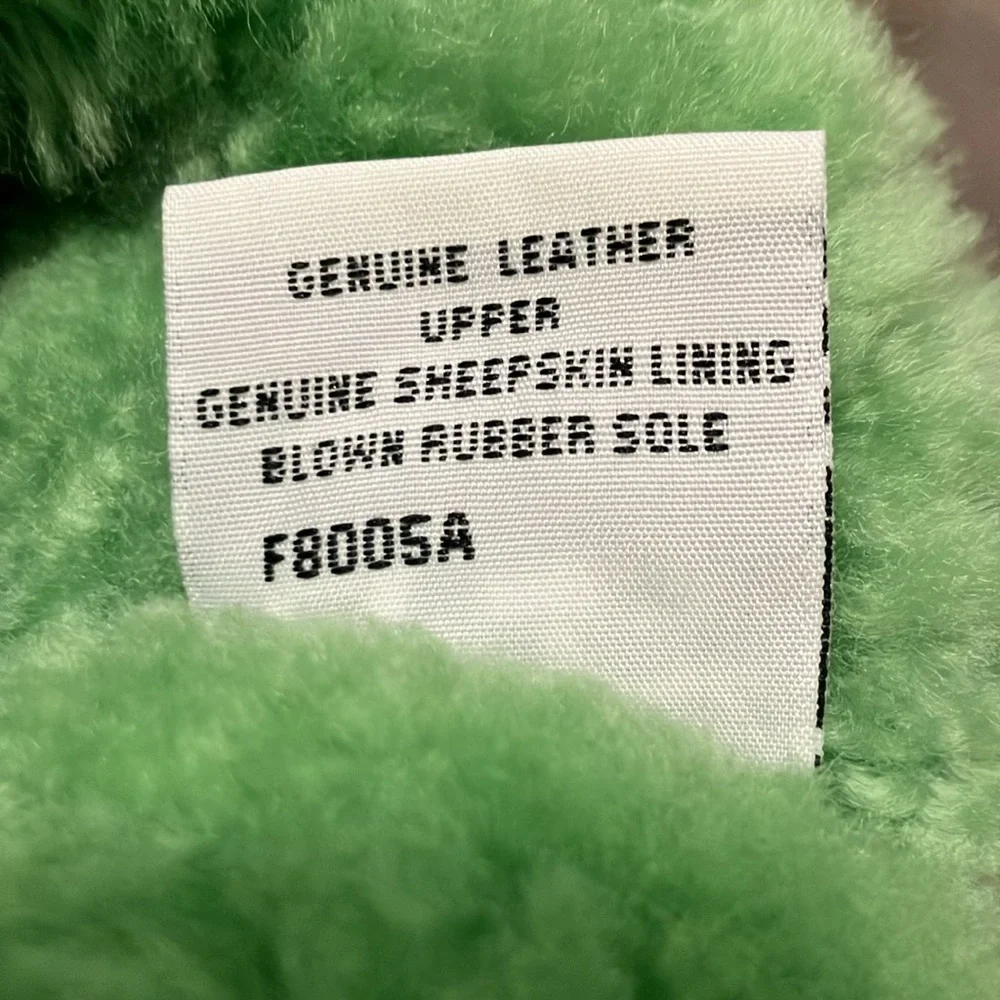 GENUINE LEATHER
UPPER
GENUINE SHEEPSKIN LINING
BLOWN RUBBER SOLE
F8005A